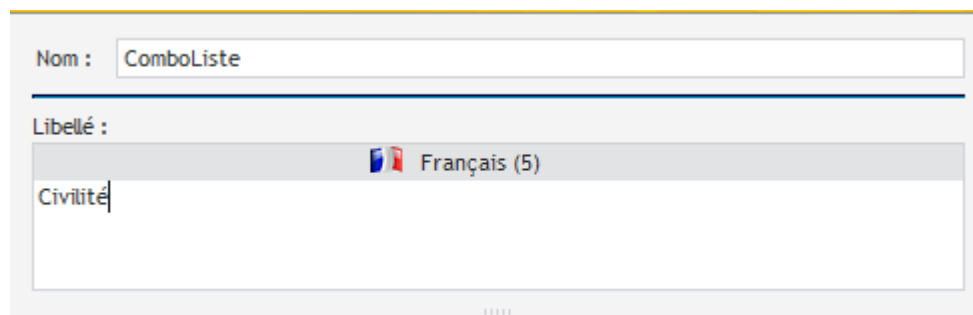 Nom : ComboListe
Libellé :
Français (5)
Civilité